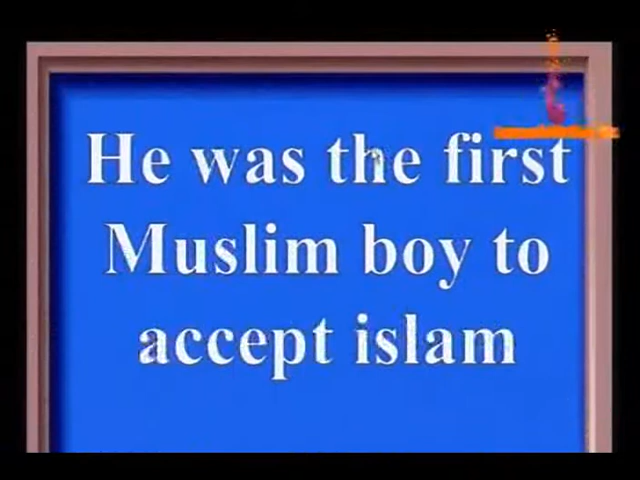 He was the first
Muslim boy to
accept islam